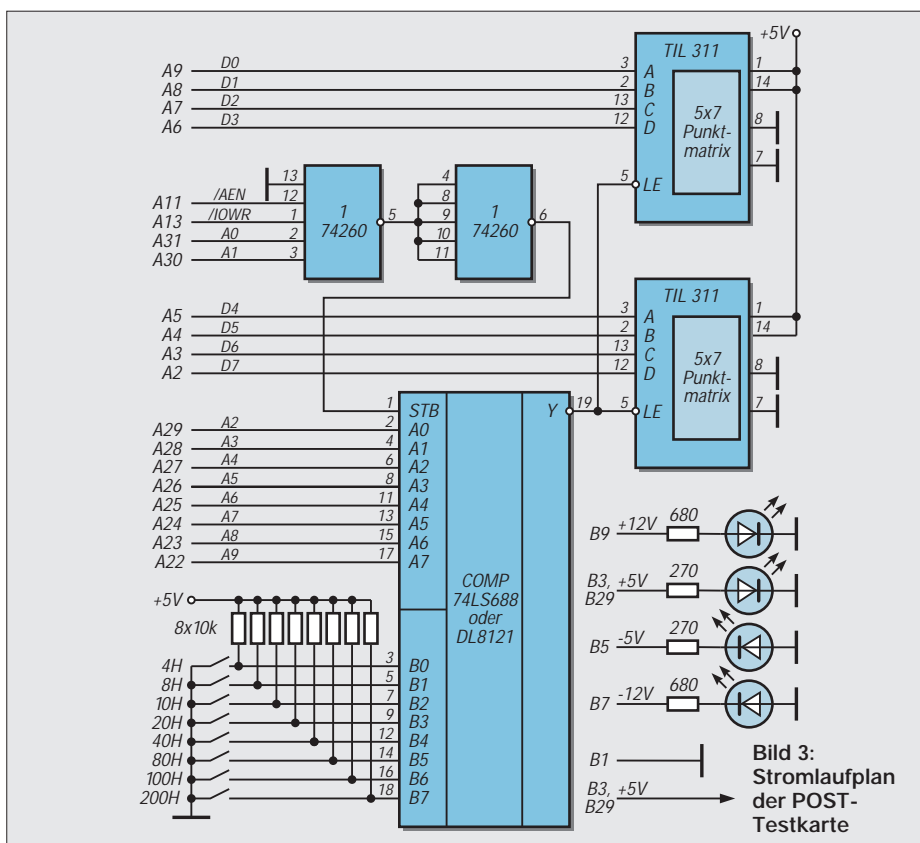 +5V
TIL 311
A9 D0 3 A 1
A8 D1 2 B 14
A7 D2 13 C
A6 D3 12 D 8
5x7
Punkt-
matrix
7
5 LE
13
A11 /AEN 12
A13 /IOWR 1
A31 A0 2
A30 A1 3
1
74260
5
4
8
9
10
11
1
74260
6
TIL 311
A5 D4 3 A 1
A4 D5 2 B 14
A3 D6 13 C
A2 D7 12 D 8
5x7
Punkt-
matrix
7
5 LE
1 STB Y 19
A29 A2 2 A0
A28 A3 4 A1
A27 A4 6 A2
A26 A5 8 A3
A25 A6 11 A4
A24 A7 13 A5
A23 A8 15 A6
A22 A9 17 A7
COMP
74LS688
oder
DL8121
+5V
8x10k
4H 3 B0
8H 5 B1
10H 7 B2
20H 9 B3
40H 12 B4
80H 14 B5
100H 16 B6
200H 18 B7
B9 +12V 680
B3, +5V 270
B29
B5 -5V 270
B7 -12V 680
B1
B3, +5V
B29
Bild 3:
Stromlaufplan
der POST-
Testkarte